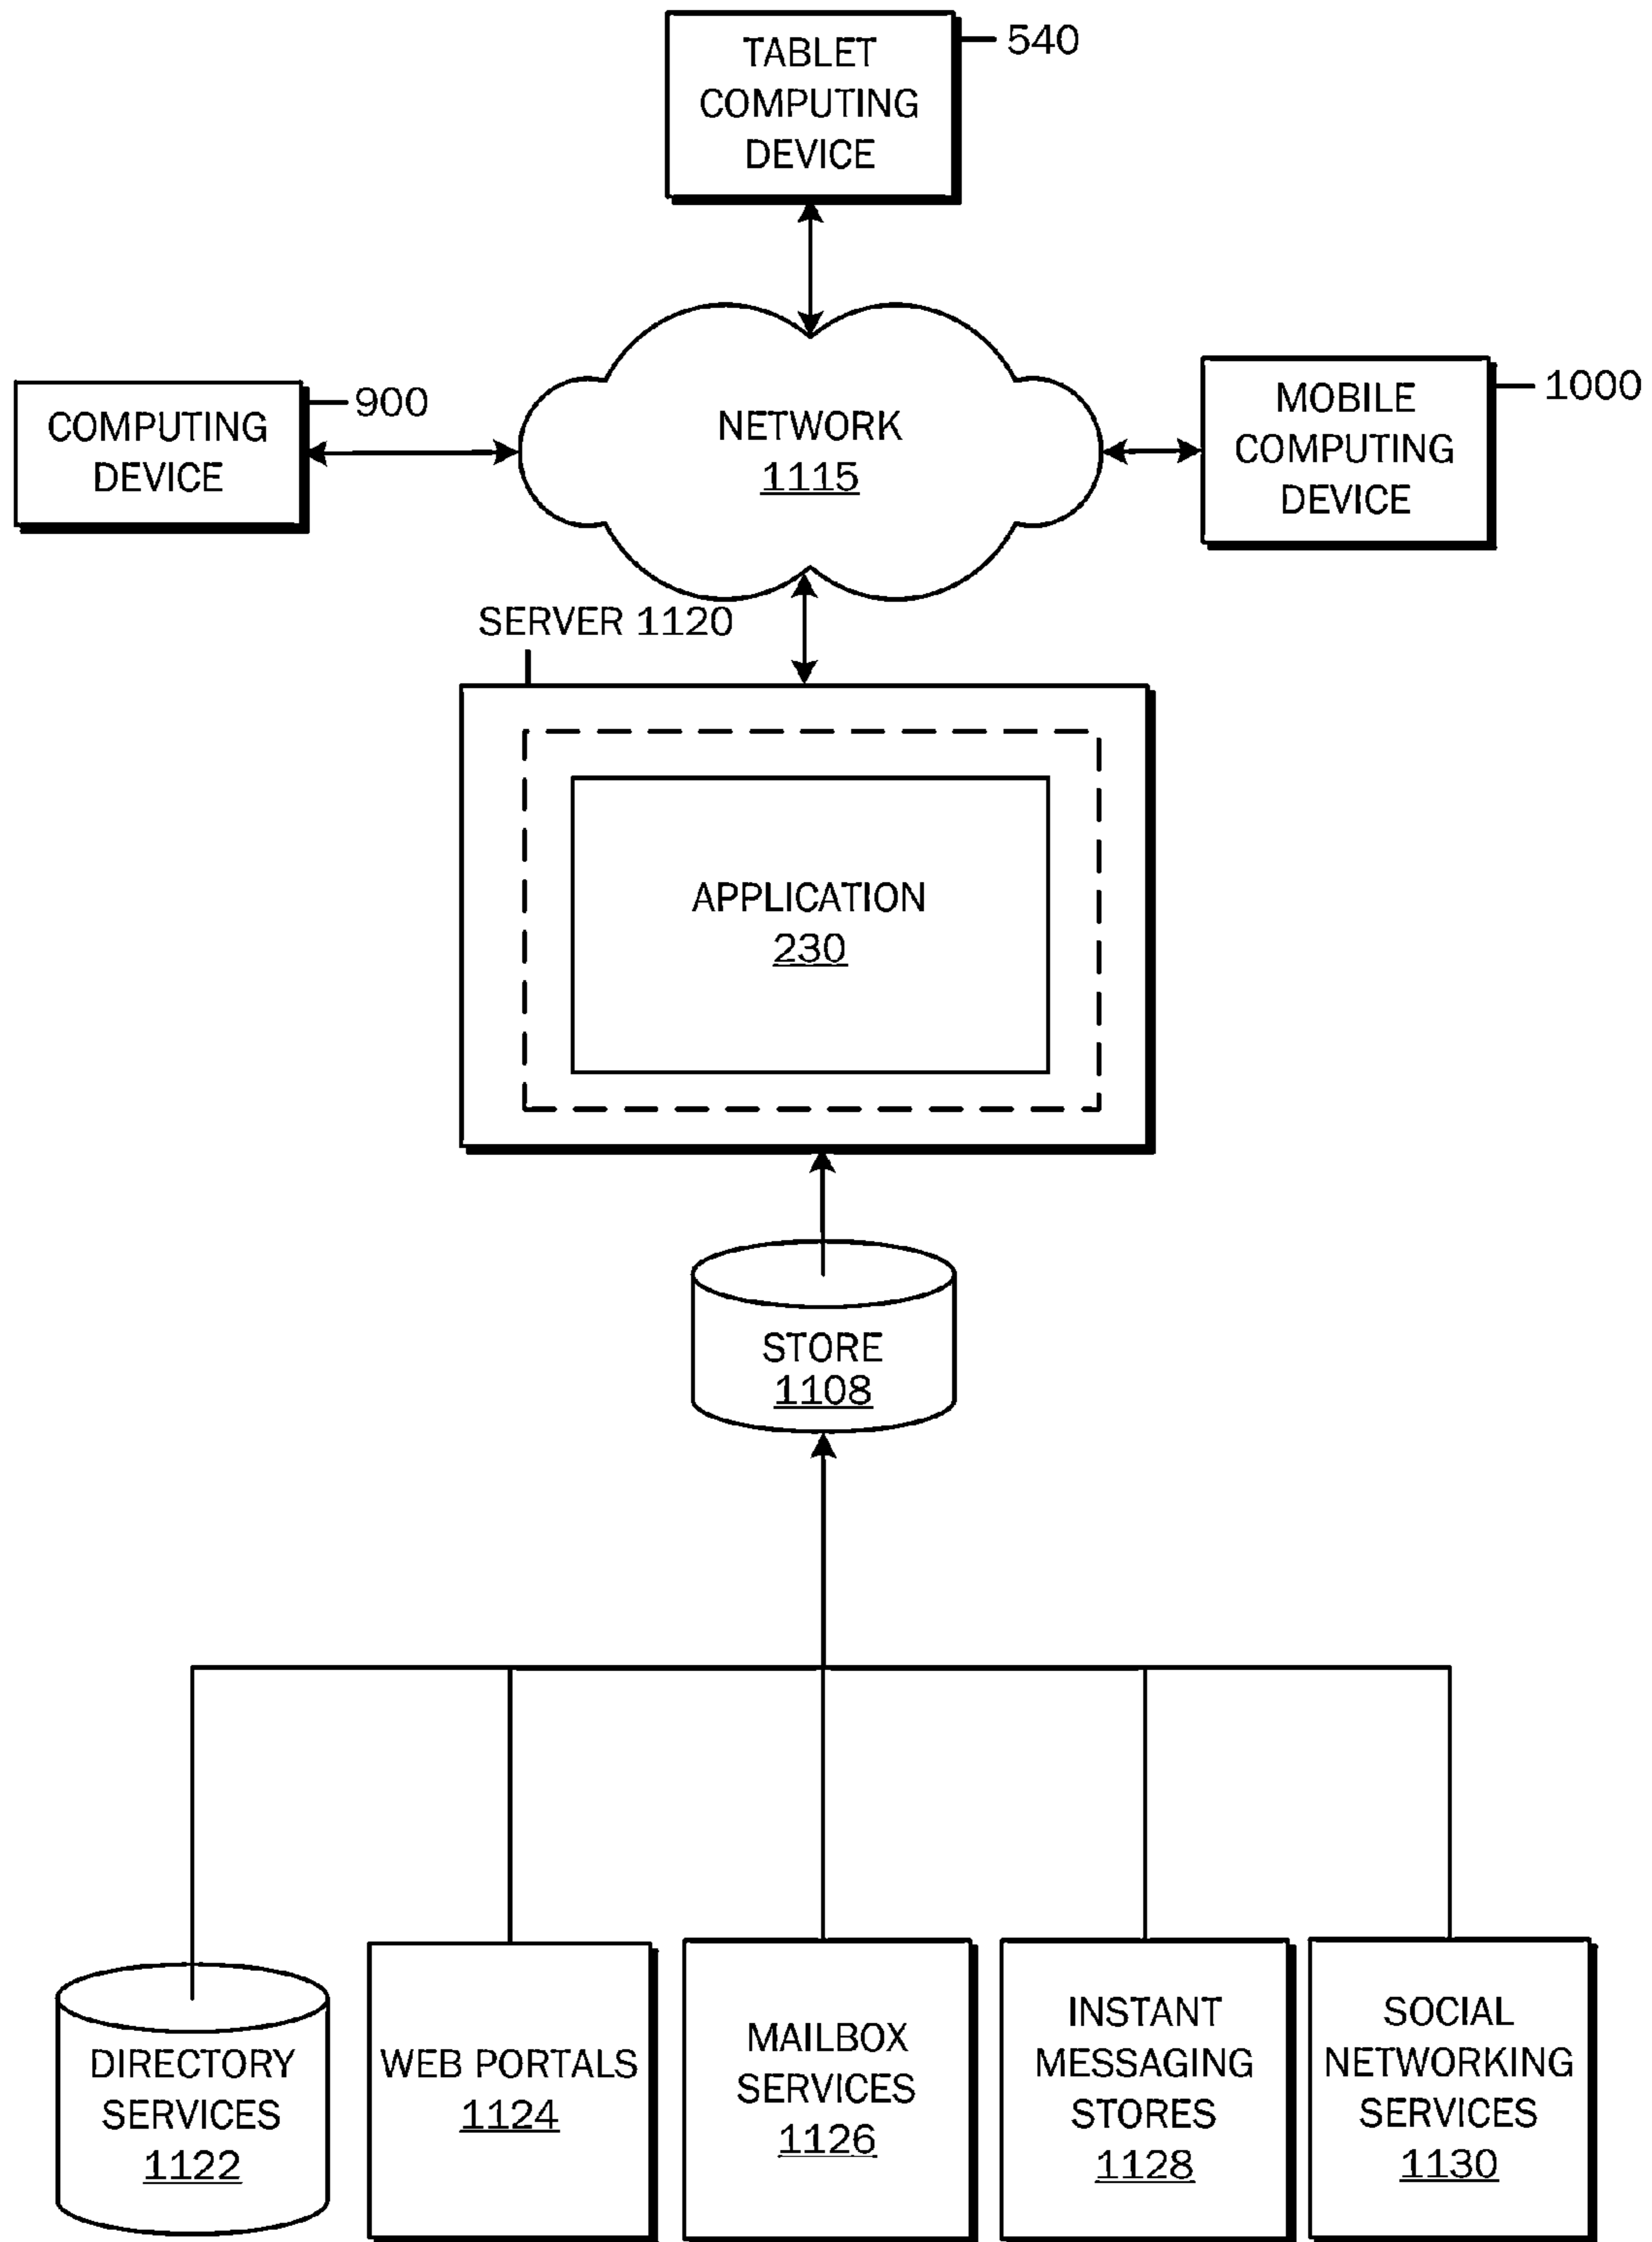 TABLET
COMPUTING
DEVICE
540
COMPUTING
DEVICE
900
NETWORK
1115
MOBILE
COMPUTING
DEVICE
1000
SERVER 1120
APPLICATION
230
STORE
1108
DIRECTORY
SERVICES
1122
WEB PORTALS
1124
MAILBOX
SERVICES
1126
INSTANT
MESSAGING
STORES
1128
SOCIAL
NETWORKING
SERVICES
1130